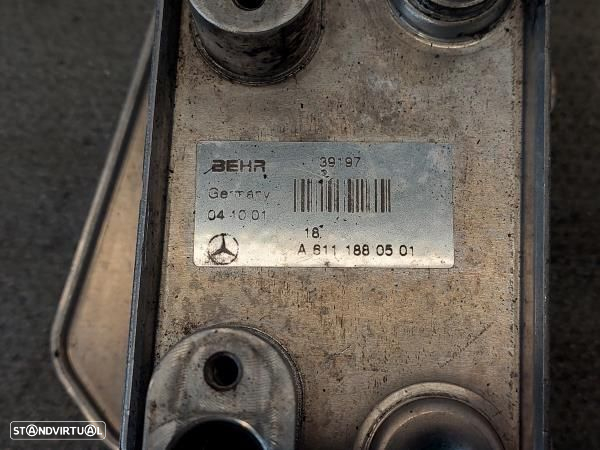 BEHR 39197
Germany
04 10 01
18
A 611 188 05 01
STANDVIRTUAL